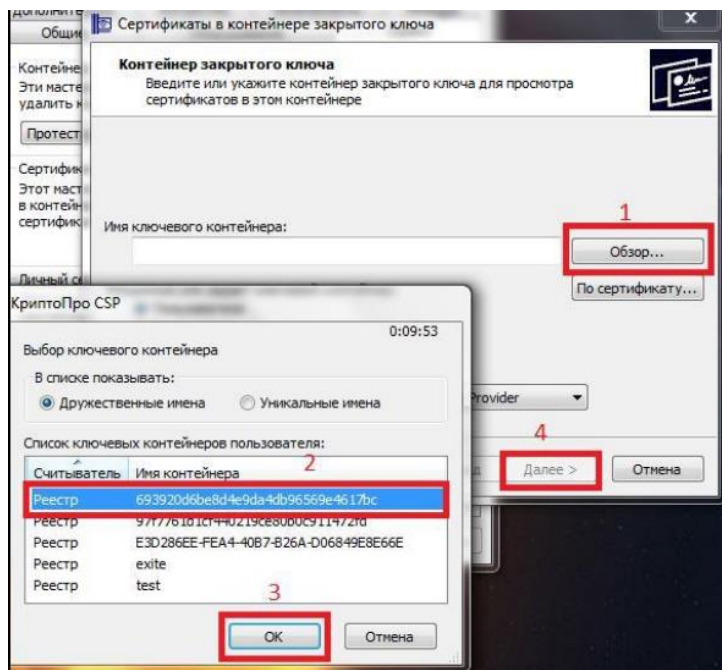 Сертификаты в контейнере закрытого ключа
x
Общие
Контейне
Эти масте
удалить к
Протест
Сертифик
Этот маст
в контейн
сертифик
Личный се
Контейнер закрытого ключа
Введите или укажите контейнер закрытого ключа для просмотра
сертификатов в этом контейнере
1
Имя ключевого контейнера:
Обзор...
По сертификату...
Provider
4
Далее >
Отмена
КриптоПро CSP
0:09:53
Выбор ключевого контейнера
В списке показывать:
Дружественные имена
Уникальные имена
Список ключевых контейнеров пользователя:
2
Считыватель Имя контейнера
Реестр 693920d6be8d4e9da4db96569e4617bc
Реестр 97f7761d1cf440219ce80b0c911472fd
Реестр E3D286EE-FEA4-40B7-B26A-D06849E8E66E
Реестр exite
Реестр test
3
OK
Отмена